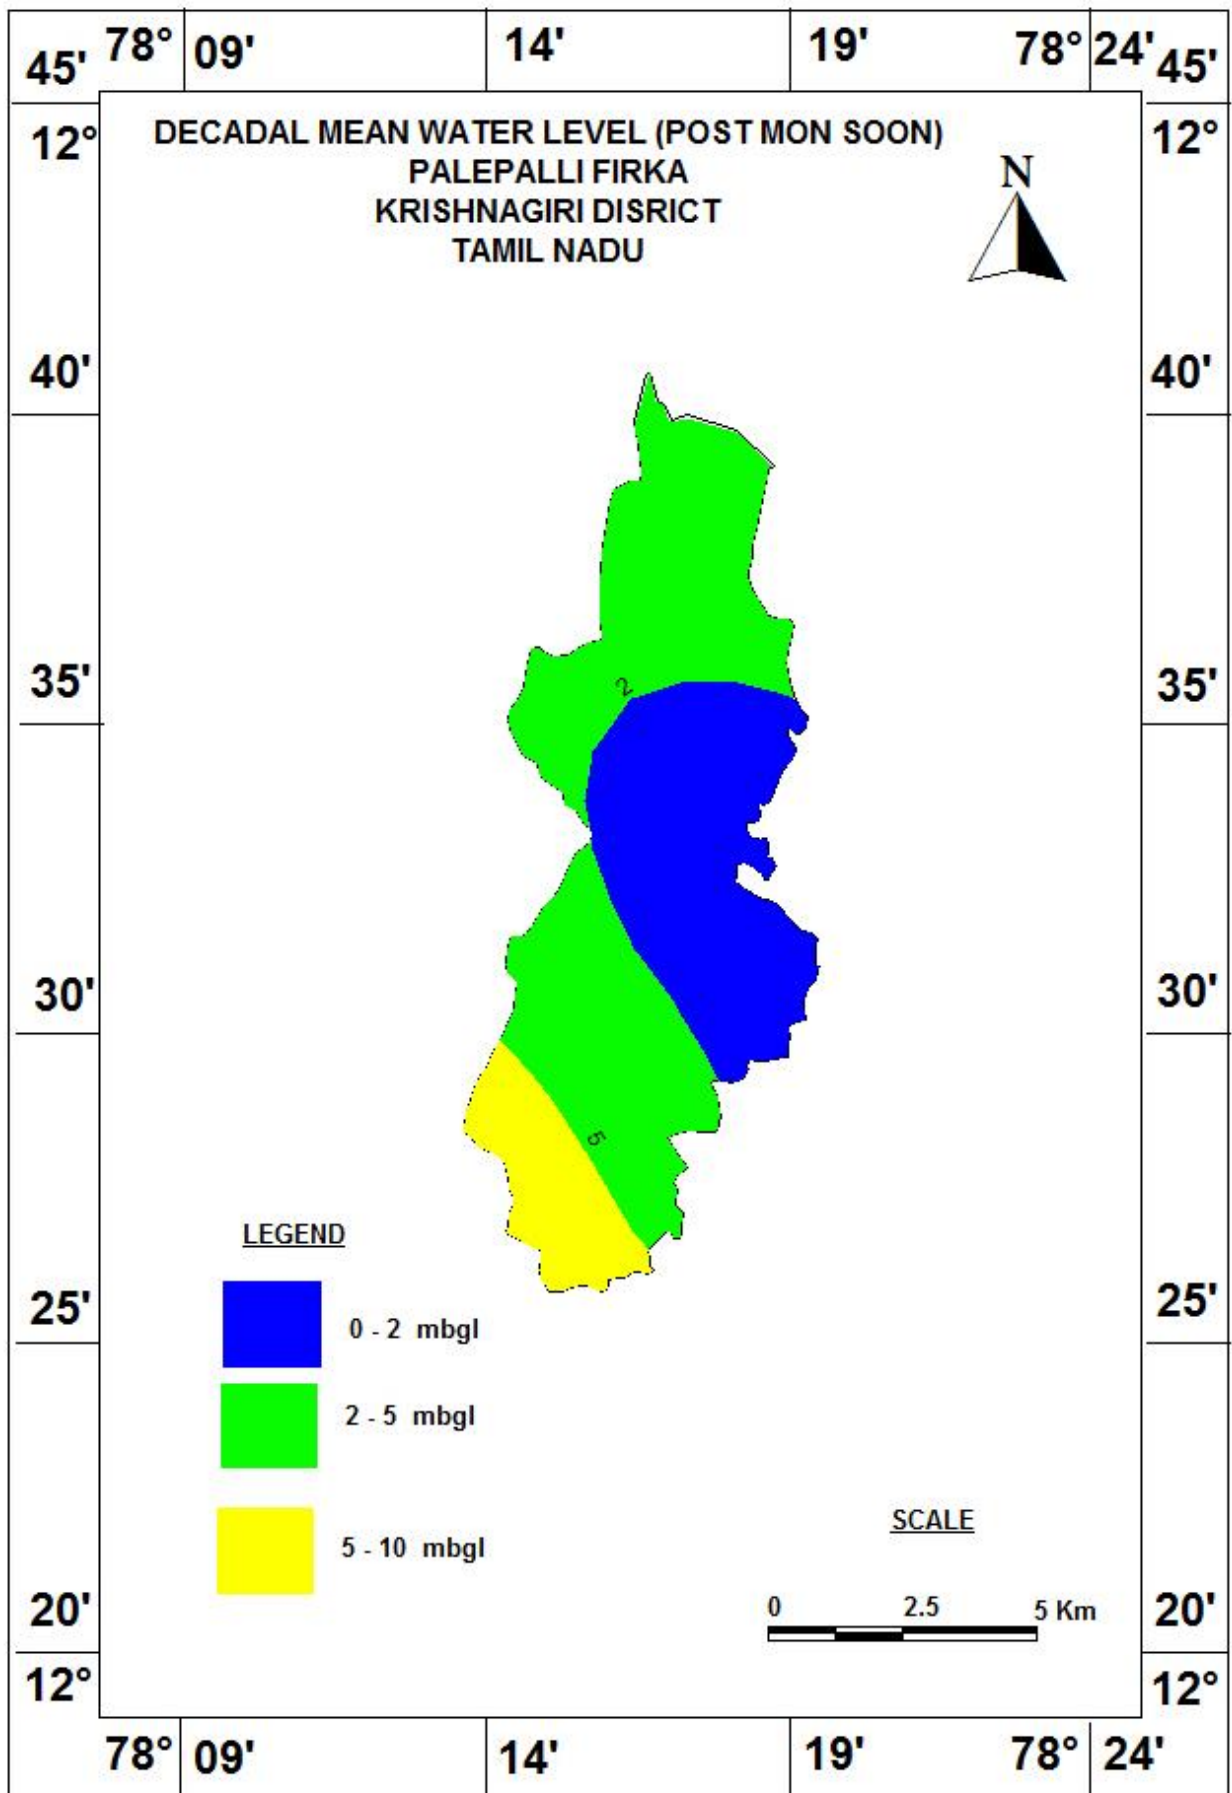 78° 09' 14' 19' 78° 24'
45' 45'
12° 12°
DECADAL MEAN WATER LEVEL (POST MON SOON)
PALEPALLI FIRKA
KRISHNAGIRI DISRICT
TAMIL NADU
N
40' 40'
35' 35'
2
30' 30'
5
LEGEND
25' 25'
0 - 2 mbgl
2 - 5 mbgl
5 - 10 mbgl
SCALE
0 2.5 5 Km
20' 20'
12° 12°
78° 09' 14' 19' 78° 24'